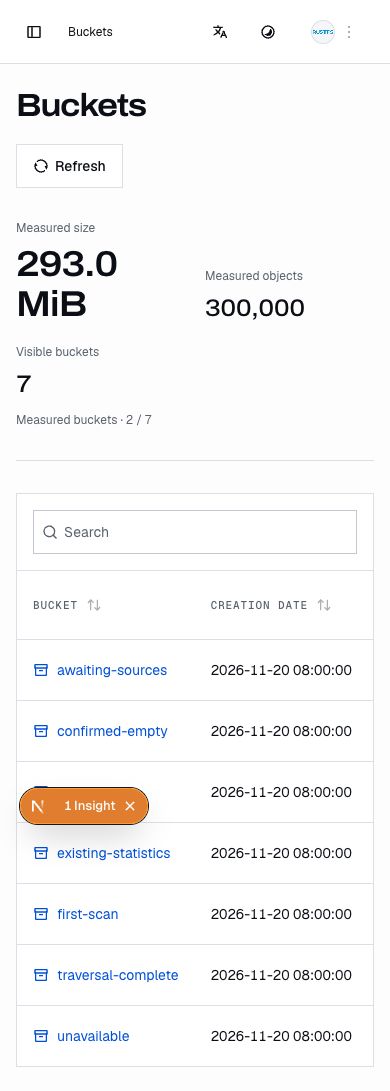 Buckets
RUSTFS
Buckets
Refresh
Measured size
293.0
MiB
Measured objects
300,000
Visible buckets
7
Measured buckets · 2 / 7
Search
BUCKET CREATION DATE
awaiting-sources 2026-11-20 08:00:00
confirmed-empty 2026-11-20 08:00:00
2026-11-20 08:00:00
1 Insight
existing-statistics 2026-11-20 08:00:00
first-scan 2026-11-20 08:00:00
traversal-complete 2026-11-20 08:00:00
unavailable 2026-11-20 08:00:00